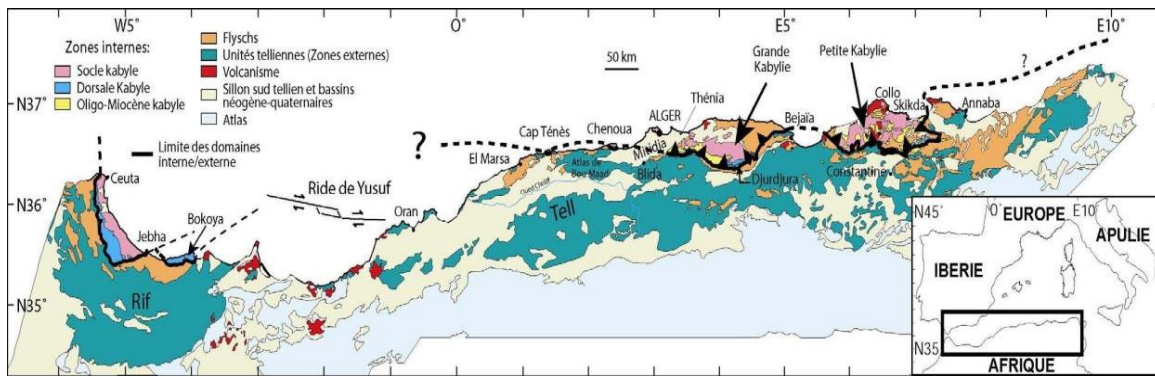 W5˚
0˚
E5˚
E10˚
Zones internes:
Socle kabyle
Dorsale Kabyle
Oligo-Miocène kabyle
Flyschs
Unités telliennes (Zones externes)
Volcanisme
Sillon sud tellien et bassins
néogène-quaternaires
Atlas
Limite des domaines
interne/externe
50 km
Grande
Kabylie
Petite Kabylie
?
N37˚
N36˚
N35˚
Ceuta
Jebha
Bokoya
Rif
Ride de Yusuf
Oran
?
El Marsa
Cap Ténès
Chenoua
ALGER
Thénia
Mitidja
Blida
Atlas de
Bou Maad
Oued Chelif
Tell
Djurdjura
Bejaïa
Collo
Skikda
Annaba
Constantine
N45˚
0˚
EUROPE
E10˚
APULIE
IBERIE
N35
AFRIQUE